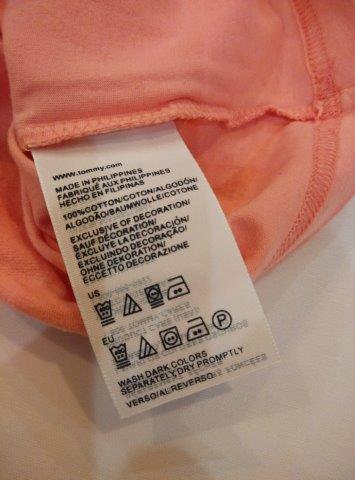 www.tommy.com
MADE IN PHILIPPINES
FABRIQUÉ AUX PHILIPPINES
HECHO EN FILIPINAS
100%COTTON/COTON/ALGODÓN/
ALGODÃO/BAUMWOLLE/COTONE
EXCLUSIVE OF DECORATION/
SAUF DÉCORATION/
EXCLUYE LA DECORACIÓN/
EXCLUINDO DECORAÇÃO/
OHNE DEKORATION/
ECCETTO DECORAZIONE
US
EU
P
WASH DARK COLORS
SEPARATELY DRY PROMPTLY
VERSO/AL REVERSO